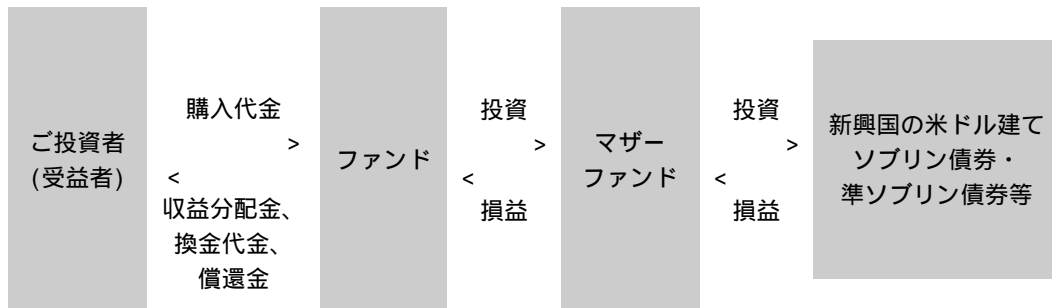 ご投資者
(受益者)
購入代金
>
<
収益分配金、
換金代金、
償還金
ファンド
投資
>
<
損益
マザー
ファンド
投資
>
<
損益
新興国の米ドル建て
ソブリン債券・
準ソブリン債券等